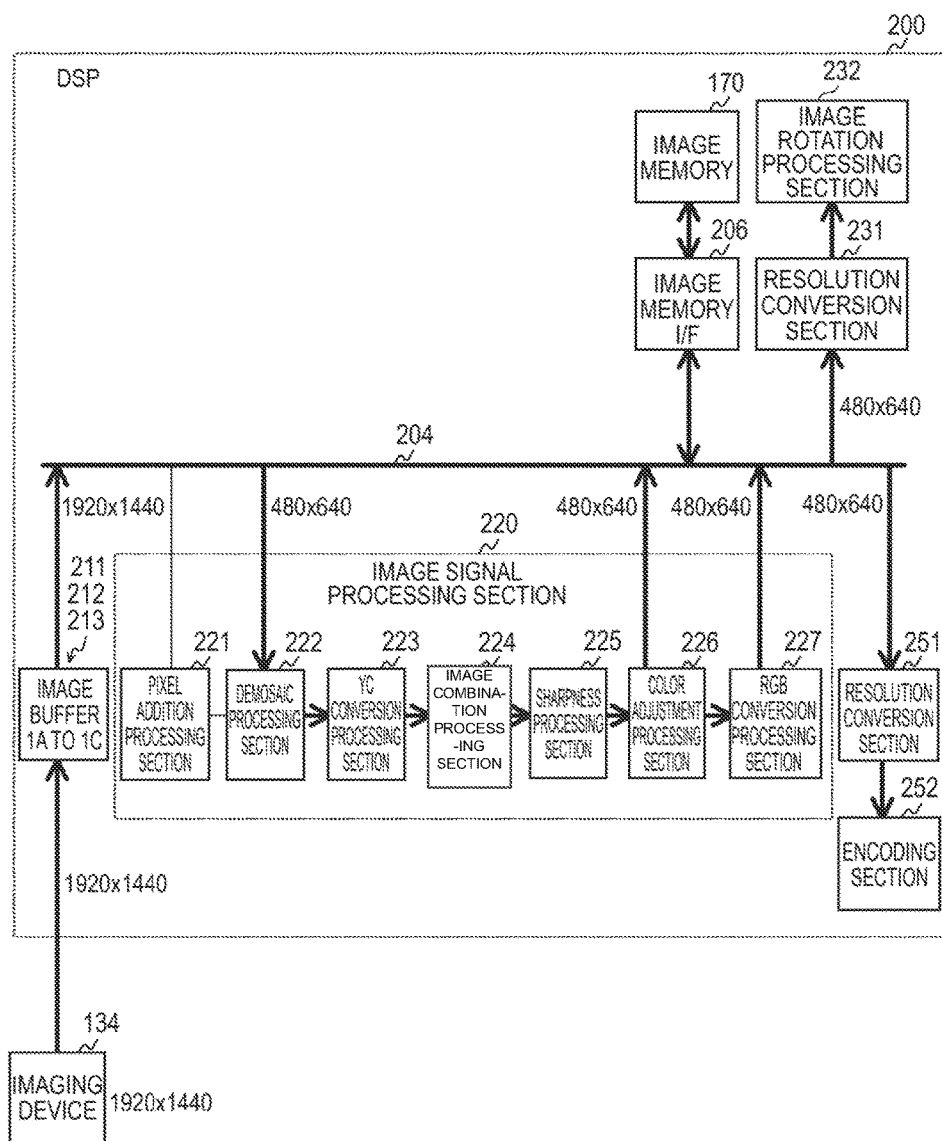 200
DSP
170
232
IMAGE
MEMORY
IMAGE
ROTATION
PROCESSING
SECTION
206
231
IMAGE
MEMORY
I/F
RESOLUTION
CONVERSION
SECTION
480x640
204
1920x1440
480x640
480x640
480x640
480x640
220
IMAGE SIGNAL
PROCESSING SECTION
211
212
213
IMAGE
BUFFER
1A TO 1C
221
PIXEL
ADDITION
PROCESSING
SECTION
222
DEMOSAIC
PROCESSING
SECTION
223
YC
CONVERSION
PROCESSING
SECTION
224
IMAGE
COMBINA-
TION
PROCESS
-ING
SECTION
225
SHARPNESS
PROCESSING
SECTION
226
COLOR
ADJUSTMENT
PROCESSING
SECTION
227
RGB
CONVERSION
PROCESSING
SECTION
251
RESOLUTION
CONVERSION
SECTION
252
ENCODING
SECTION
1920x1440
134
IMAGING
DEVICE
1920x1440